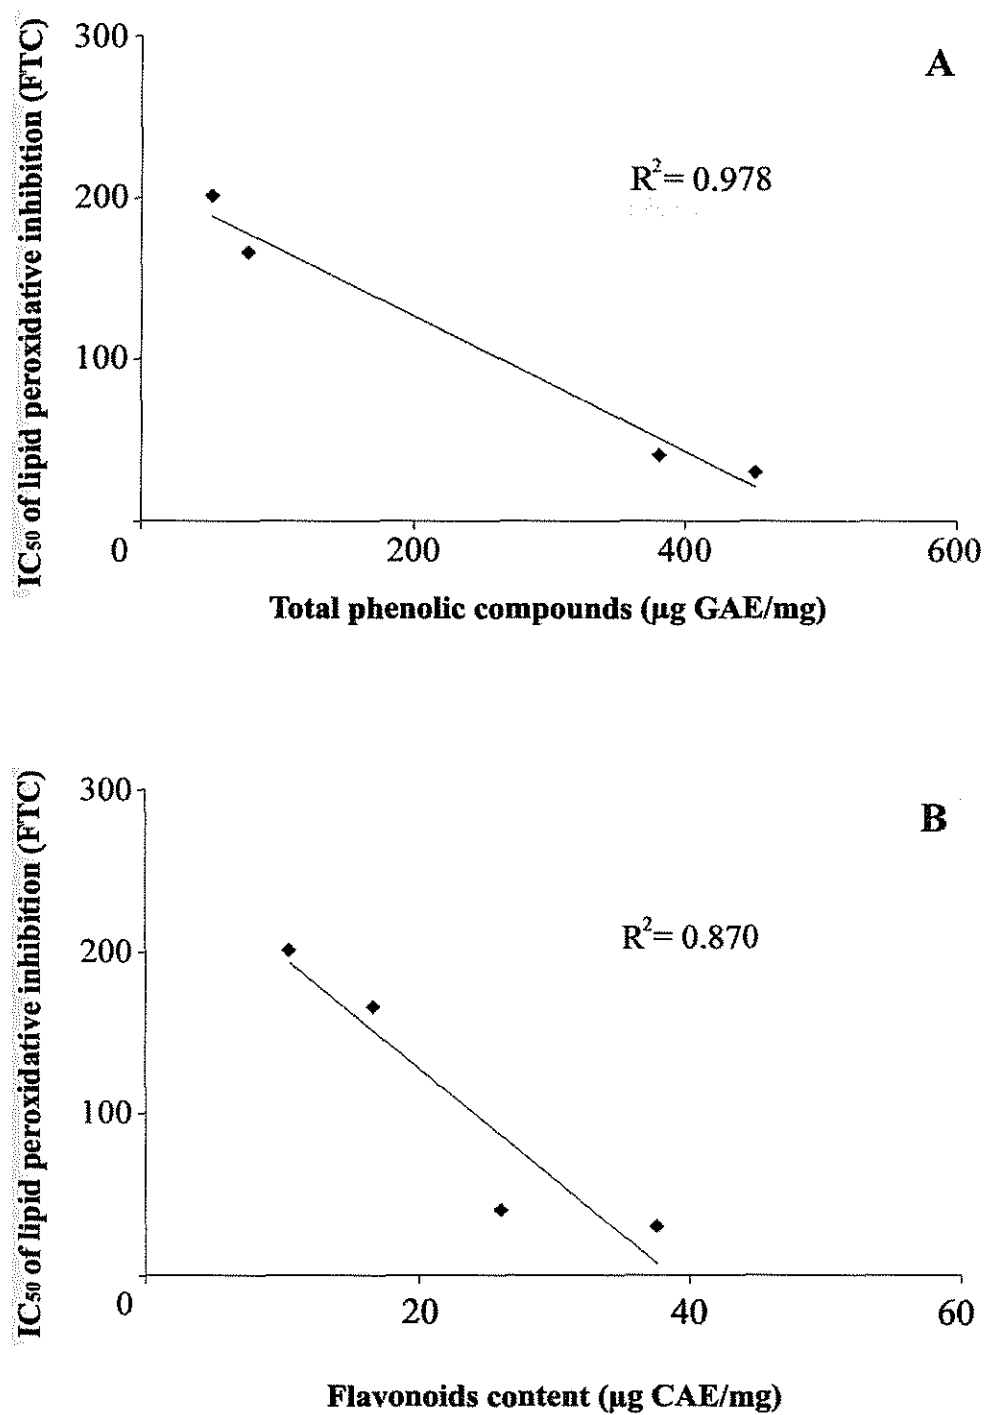 IC50 of lipid peroxidative inhibition (FTC)
300
A
R2= 0.978
200
100
0
200
400
600
Total phenolic compounds (μg GAE/mg)
IC50 of lipid peroxidative inhibition (FTC)
300
B
R2= 0.870
200
100
0
20
40
60
Flavonoids content (μg CAE/mg)